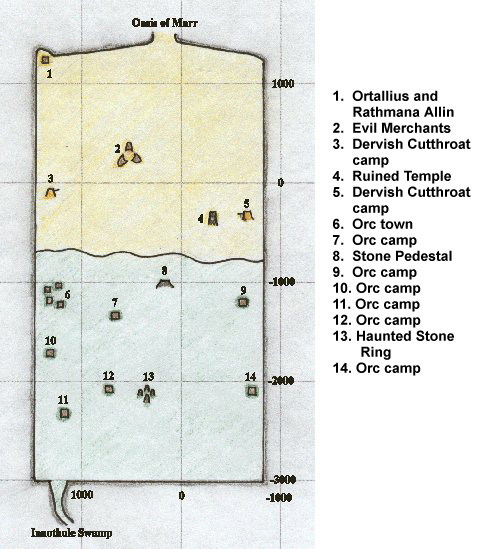 Oasis of Marr
1
1000
2
3
0
4
5
8
-1000
6
7
9
10
12
13
14
-2000
11
-3000
1000
0
-1000
Innothule Swamp
1. Ortallius and
Rathmana Allin
2. Evil Merchants
3. Dervish Cutthroat
camp
4. Ruined Temple
5. Dervish Cutthroat
camp
6. Orc town
7. Orc camp
8. Stone Pedestal
9. Orc camp
10. Orc camp
11. Orc camp
12. Orc camp
13. Haunted Stone
Ring
14. Orc camp